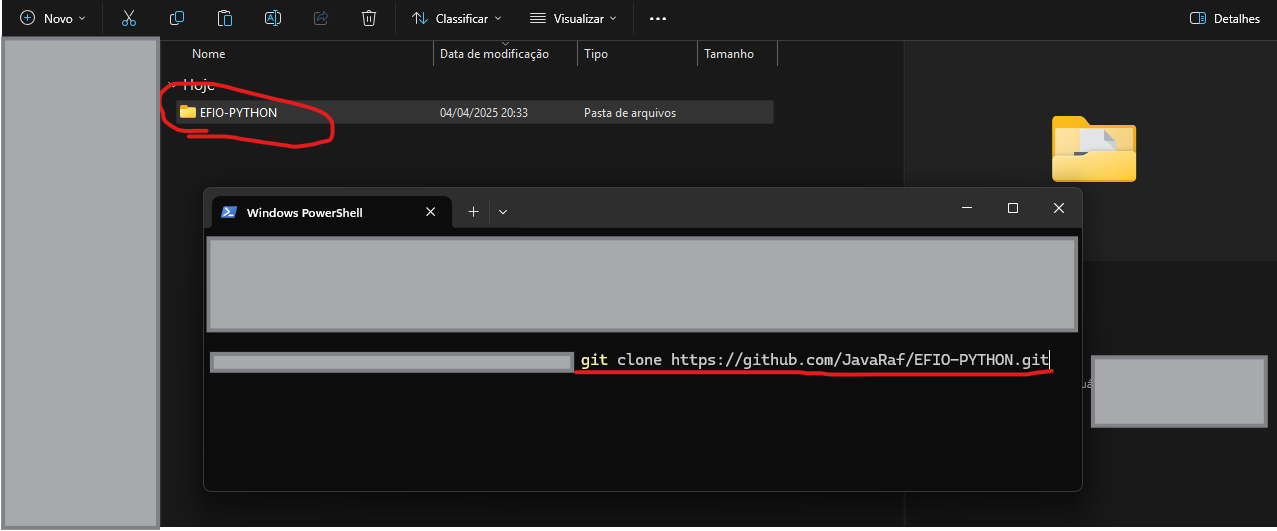 Novo
Classificar
Visualizar
Detalhes
Nome
Data de modificação
Tipo
Tamanho
Hoje
EFIO-PYTHON
04/04/2025 20:33
Pasta de arquivos
Windows PowerShell
git clone https://github.com/JavaRaf/EFIO-PYTHON.git